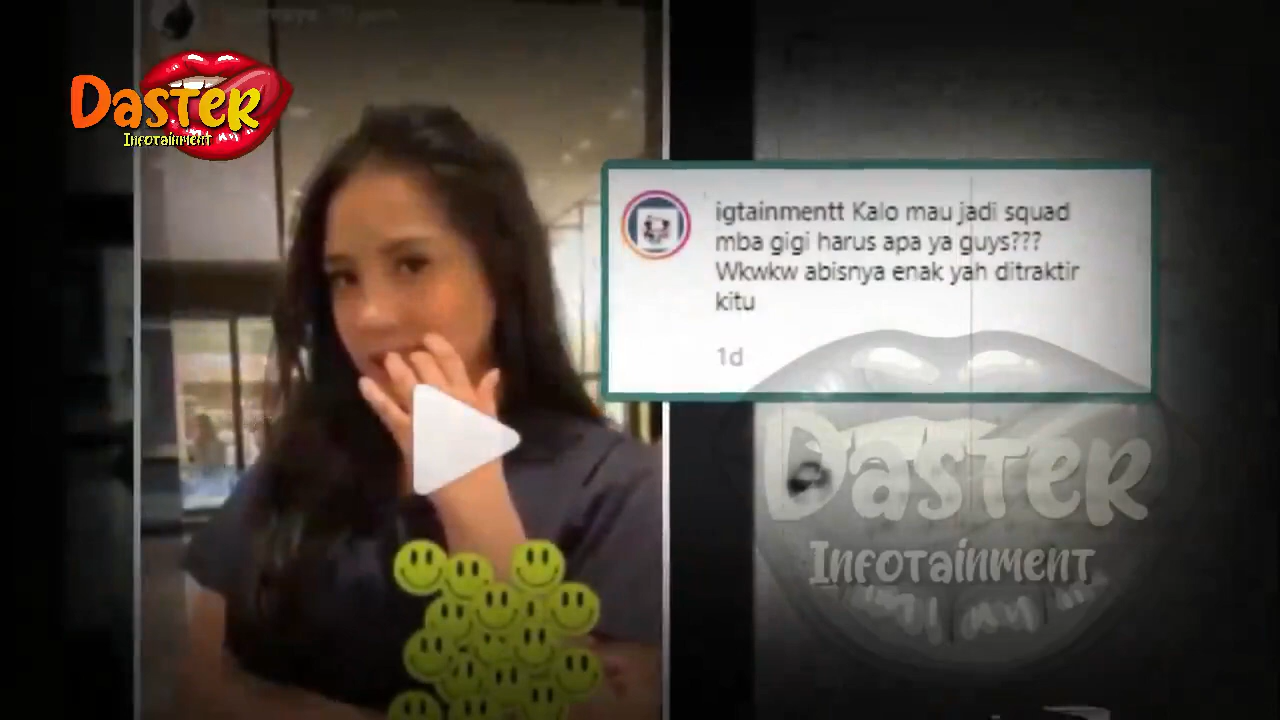 DASTER
INFOTAINMENT
igtainmentt Kalo mau jadi squad
mba gigi harus apa ya guys???
Wkwkw abisnya enak yah ditraktir
kitu
1d
DASTER
INFOTAINMENT